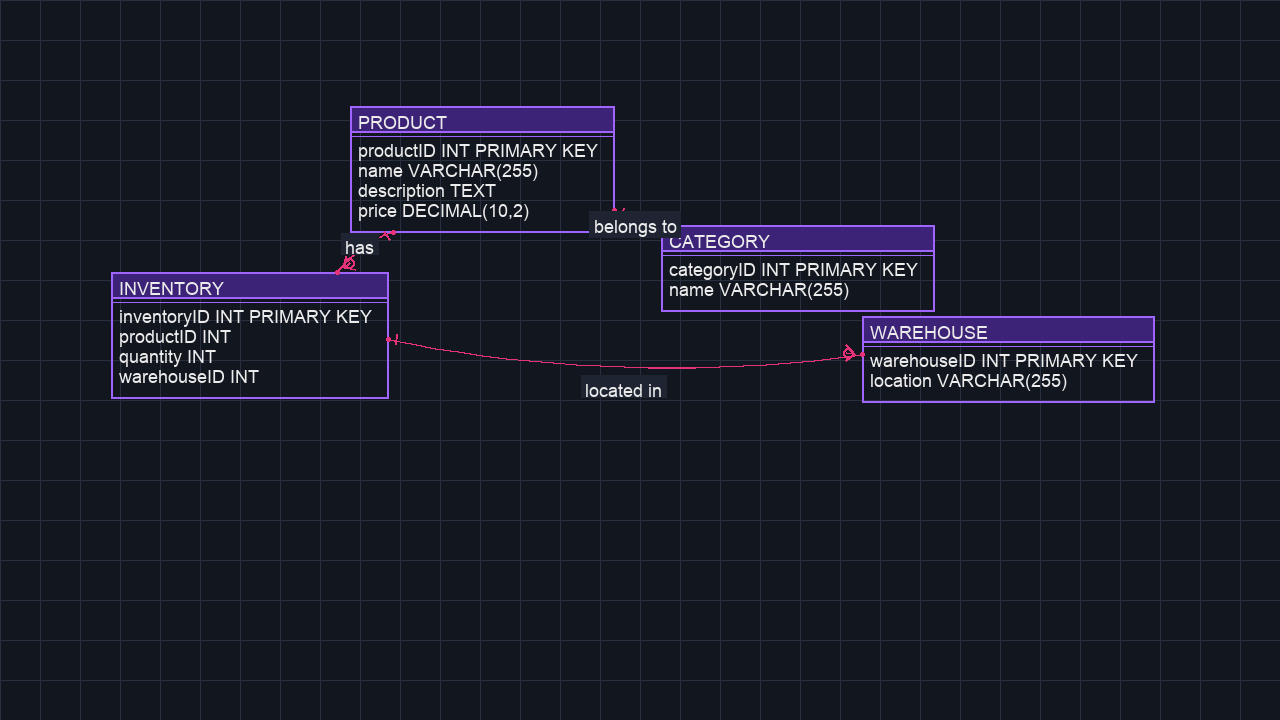 PRODUCT
productID INT PRIMARY KEY
name VARCHAR(255)
description TEXT
price DECIMAL(10,2)
belongs to
has
CATEGORY
categoryID INT PRIMARY KEY
name VARCHAR(255)
INVENTORY
inventoryID INT PRIMARY KEY
productID INT
quantity INT
warehouseID INT
WAREHOUSE
warehouseID INT PRIMARY KEY
location VARCHAR(255)
located in